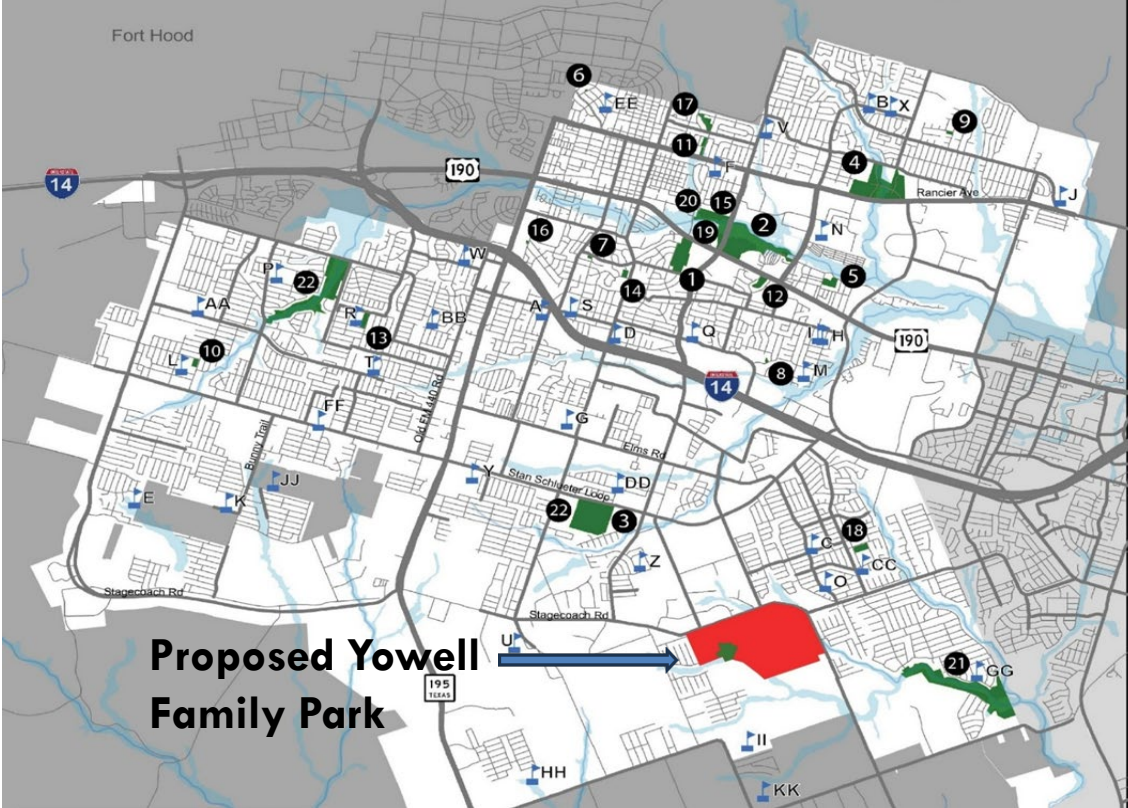 Fort Hood
6
EE
17
B
X
9
V
11
F
4
190
INTERSTATE
14
Rancier Ave
J
20
15
16
19
2
N
7
W
P
22
14
1
5
12
AA
R
13
BB
A
S
D
Q
I
H
190
L
10
T
8
M
INTERSTATE
14
FF
Old FM 440 Rd
G
Bunny Trail
Elms Rd
JJ
Y
Stan Schlueter Loop
DD
E
K
22
3
18
C
Z
CC
O
Stagecoach Rd
Stagecoach Rd
U
Proposed Yowell
Family Park
195
TEXAS
21
GG
II
HH
KK